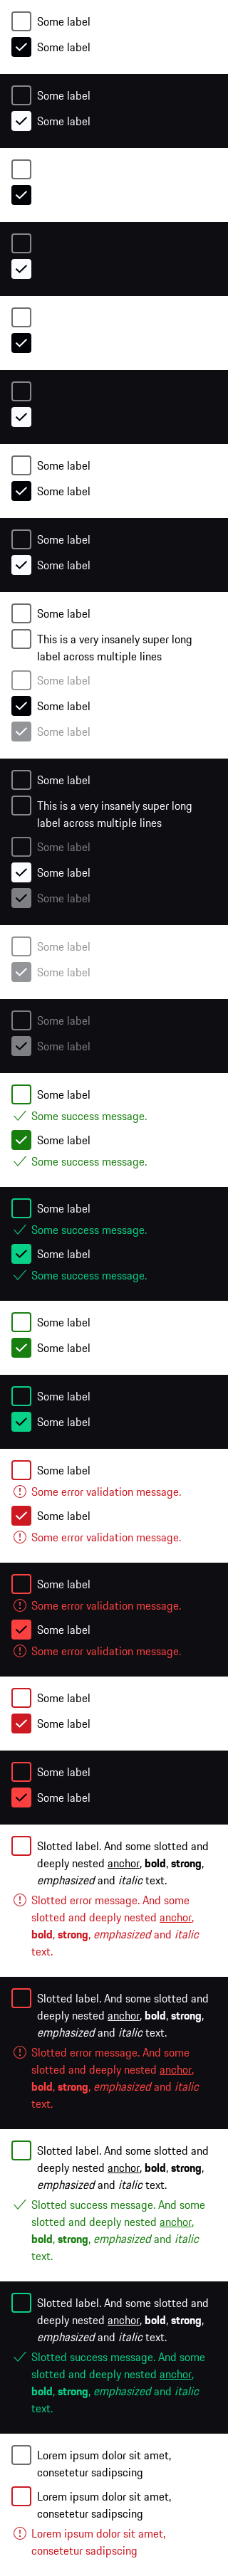 Some label
Some label
Some label
Some label
Some label
Some label
Some label
Some label
Some label
This is a very insanely super long
label across multiple lines
Some label
Some label
Some label
Some label
This is a very insanely super long
label across multiple lines
Some label
Some label
Some label
Some label
Some label
Some label
Some label
Some label
Some success message.
Some label
Some success message.
Some label
Some success message.
Some label
Some success message.
Some label
Some label
Some label
Some label
Some label
Some error validation message.
Some label
Some error validation message.
Some label
Some error validation message.
Some label
Some error validation message.
Some label
Some label
Some label
Some label
Slotted label. And some slotted and
deeply nested anchor, bold, strong,
emphasized and italic text.
Slotted error message. And some
slotted and deeply nested anchor,
bold, strong, emphasized and italic
text.
Slotted label. And some slotted and
deeply nested anchor, bold, strong,
emphasized and italic text.
Slotted error message. And some
slotted and deeply nested anchor,
bold, strong, emphasized and italic
text.
Slotted label. And some slotted and
deeply nested anchor, bold, strong,
emphasized and italic text.
Slotted success message. And some
slotted and deeply nested anchor,
bold, strong, emphasized and italic
text.
Slotted label. And some slotted and
deeply nested anchor, bold, strong,
emphasized and italic text.
Slotted success message. And some
slotted and deeply nested anchor,
bold, strong, emphasized and italic
text.
Lorem ipsum dolor sit amet,
consetetur sadipscing
Lorem ipsum dolor sit amet,
consetetur sadipscing
Lorem ipsum dolor sit amet,
consetetur sadipscing